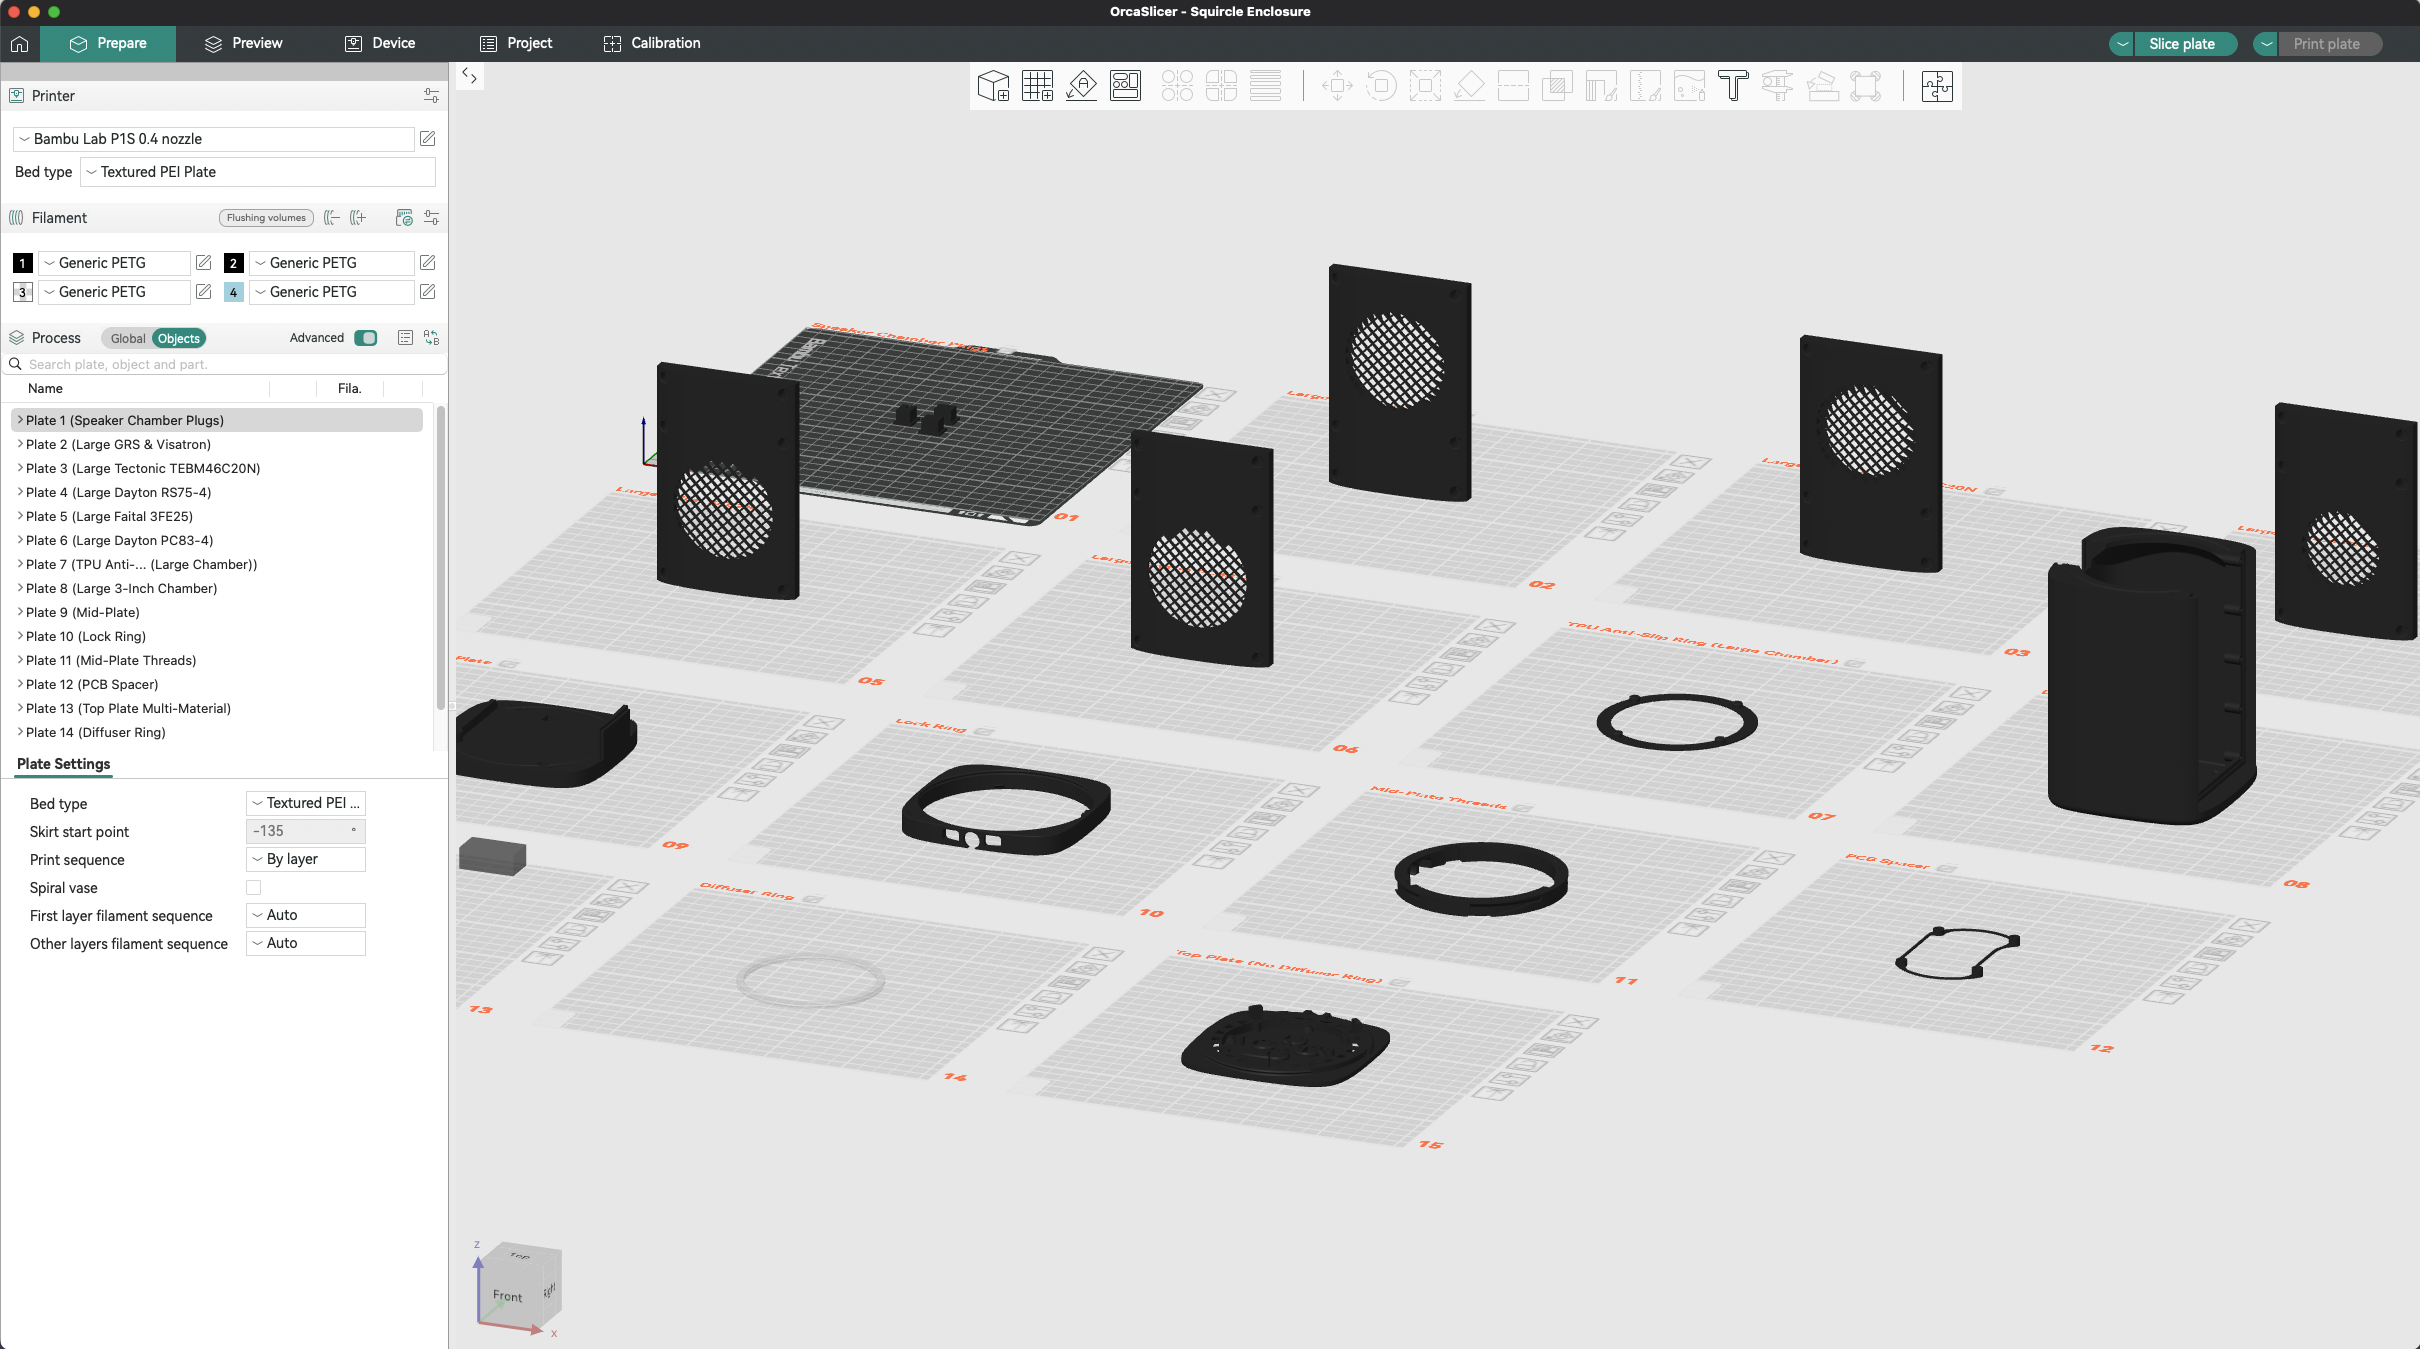 OrcaSlicer - Squircle Enclosure
Prepare
Preview
Device
Project
Calibration
Slice plate
Print plate
Printer
Bambu Lab P1S 0.4 nozzle
Bed type
Textured PEI Plate
Filament
Flushing volumes
1
Generic PETG
2
Generic PETG
3
Generic PETG
4
Generic PETG
Process
Global
Objects
Advanced
Search plate, object and part.
Name
Fila.
Plate 1 (Speaker Chamber Plugs)
Plate 2 (Large GRS & Visatron)
Plate 3 (Large Tectonic TEBM46C20N)
Plate 4 (Large Dayton RS75-4)
Plate 5 (Large Faital 3FE25)
Plate 6 (Large Dayton PC83-4)
Plate 7 (TPU Anti-... (Large Chamber))
Plate 8 (Large 3-Inch Chamber)
Plate 9 (Mid-Plate)
Plate 10 (Lock Ring)
Plate 11 (Mid-Plate Threads)
Plate 12 (PCB Spacer)
Plate 13 (Top Plate Multi-Material)
Plate 14 (Diffuser Ring)
Plate Settings
Bed type
Textured PEI ...
Skirt start point
-135
°
Print sequence
By layer
Spiral vase
First layer filament sequence
Auto
Other layers filament sequence
Auto
Speaker Chamber Plugs
01
02
C20N
03
05
06
TPU Anti-Slip Ring (Large Chamber)
07
08
Plate
09
Lock Ring
10
Mid-Plate Threads
11
PCB Spacer
12
13
Diffuser Ring
14
Top Plate (No Diffuser Ring)
15
Top
Front
Right
Z
X